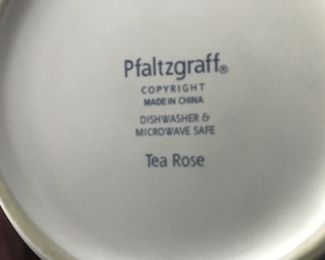 Pfaltzgraff®
COPYRIGHT
MADE IN CHINA
DISHWASHER &
MICROWAVE SAFE
Tea Rose